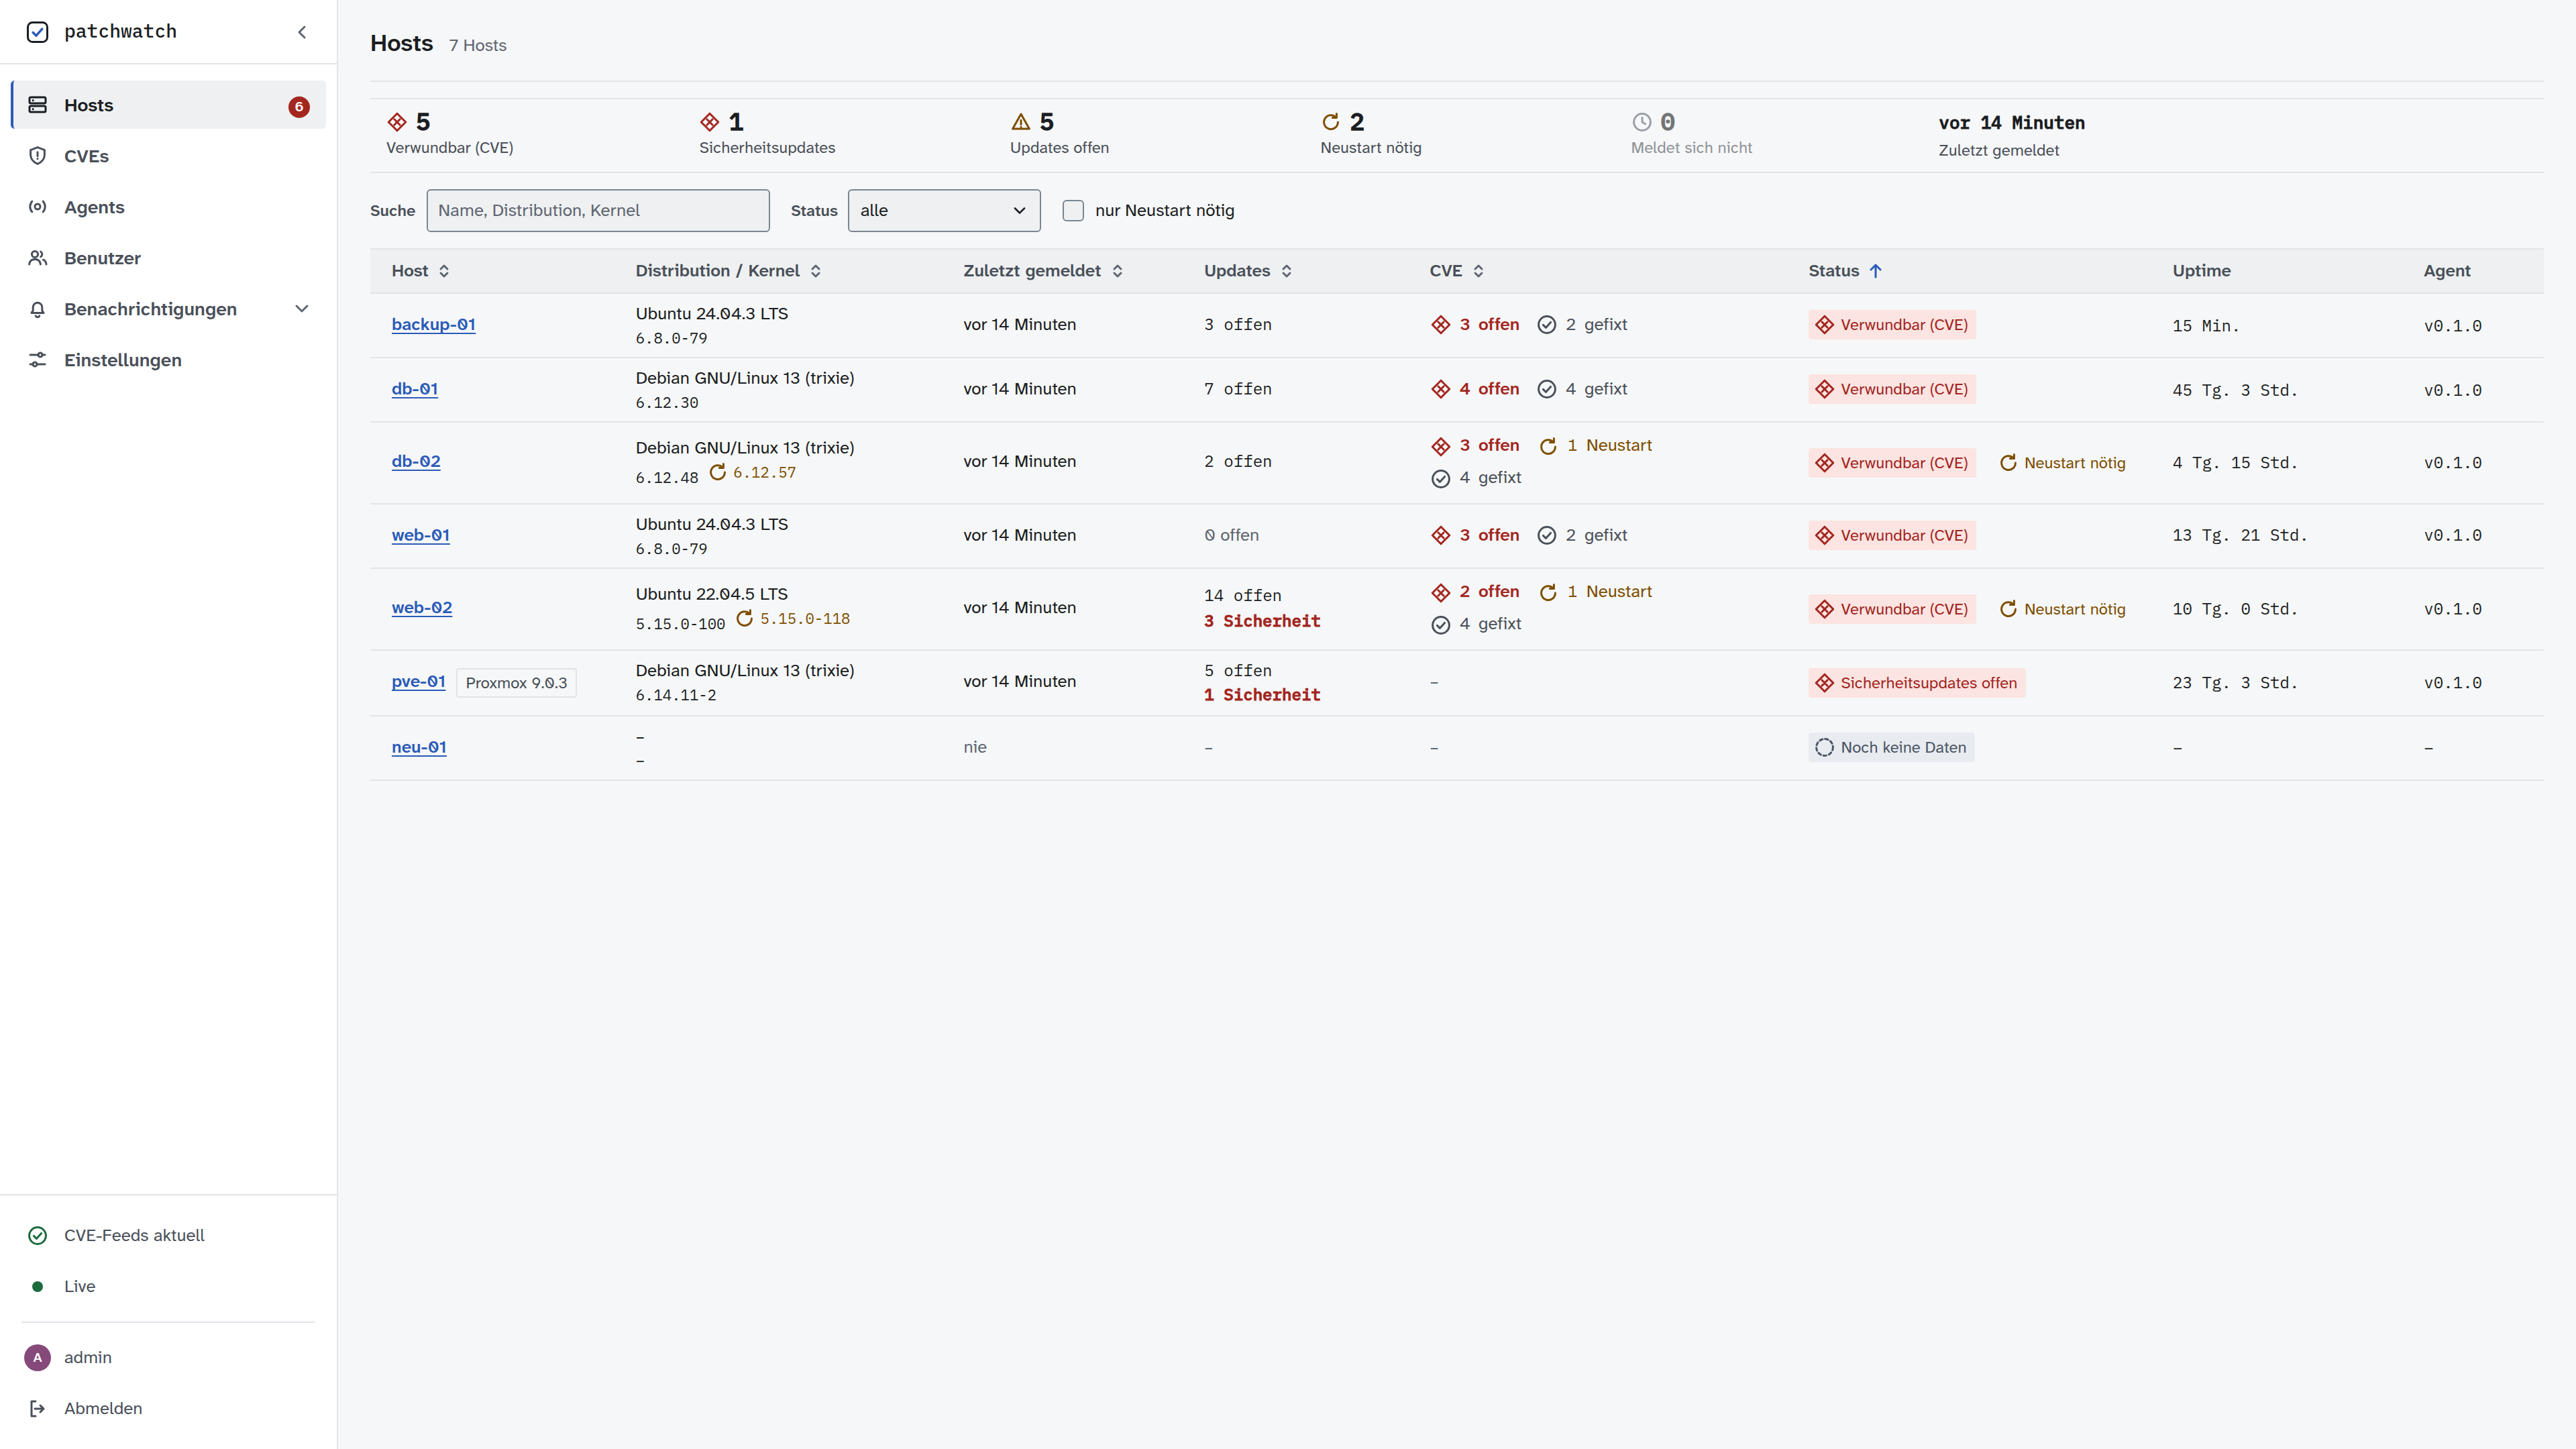 patchwatch
Hosts 6
CVEs
Agents
Benutzer
Benachrichtigungen
Einstellungen
CVE-Feeds aktuell
Live
A admin
Abmelden
Hosts 7 Hosts
5 1 5 2 0 vor 14 Minuten
Verwundbar (CVE) Sicherheitsupdates Updates offen Neustart nötig Meldet sich nicht Zuletzt gemeldet
Suche Name, Distribution, Kernel Status alle nur Neustart nötig
Host Distribution / Kernel Zuletzt gemeldet Updates CVE Status Uptime Agent
backup-01 Ubuntu 24.04.3 LTS vor 14 Minuten 3 offen 3 offen 2 gefixt Verwundbar (CVE) 15 Min. v0.1.0
6.8.0-79
db-01 Debian GNU/Linux 13 (trixie) vor 14 Minuten 7 offen 4 offen 4 gefixt Verwundbar (CVE) 45 Tg. 3 Std. v0.1.0
6.12.30
db-02 Debian GNU/Linux 13 (trixie) vor 14 Minuten 2 offen 3 offen 1 Neustart Verwundbar (CVE) Neustart nötig 4 Tg. 15 Std. v0.1.0
6.12.48 6.12.57 4 gefixt
web-01 Ubuntu 24.04.3 LTS vor 14 Minuten 0 offen 3 offen 2 gefixt Verwundbar (CVE) 13 Tg. 21 Std. v0.1.0
6.8.0-79
web-02 Ubuntu 22.04.5 LTS vor 14 Minuten 14 offen 2 offen 1 Neustart Verwundbar (CVE) Neustart nötig 10 Tg. 0 Std. v0.1.0
5.15.0-100 5.15.0-118 3 Sicherheit 4 gefixt
pve-01 Proxmox 9.0.3 Debian GNU/Linux 13 (trixie) vor 14 Minuten 5 offen – Sicherheitsupdates offen 23 Tg. 3 Std. v0.1.0
6.14.11-2 1 Sicherheit
neu-01 – nie – – Noch keine Daten – –
–